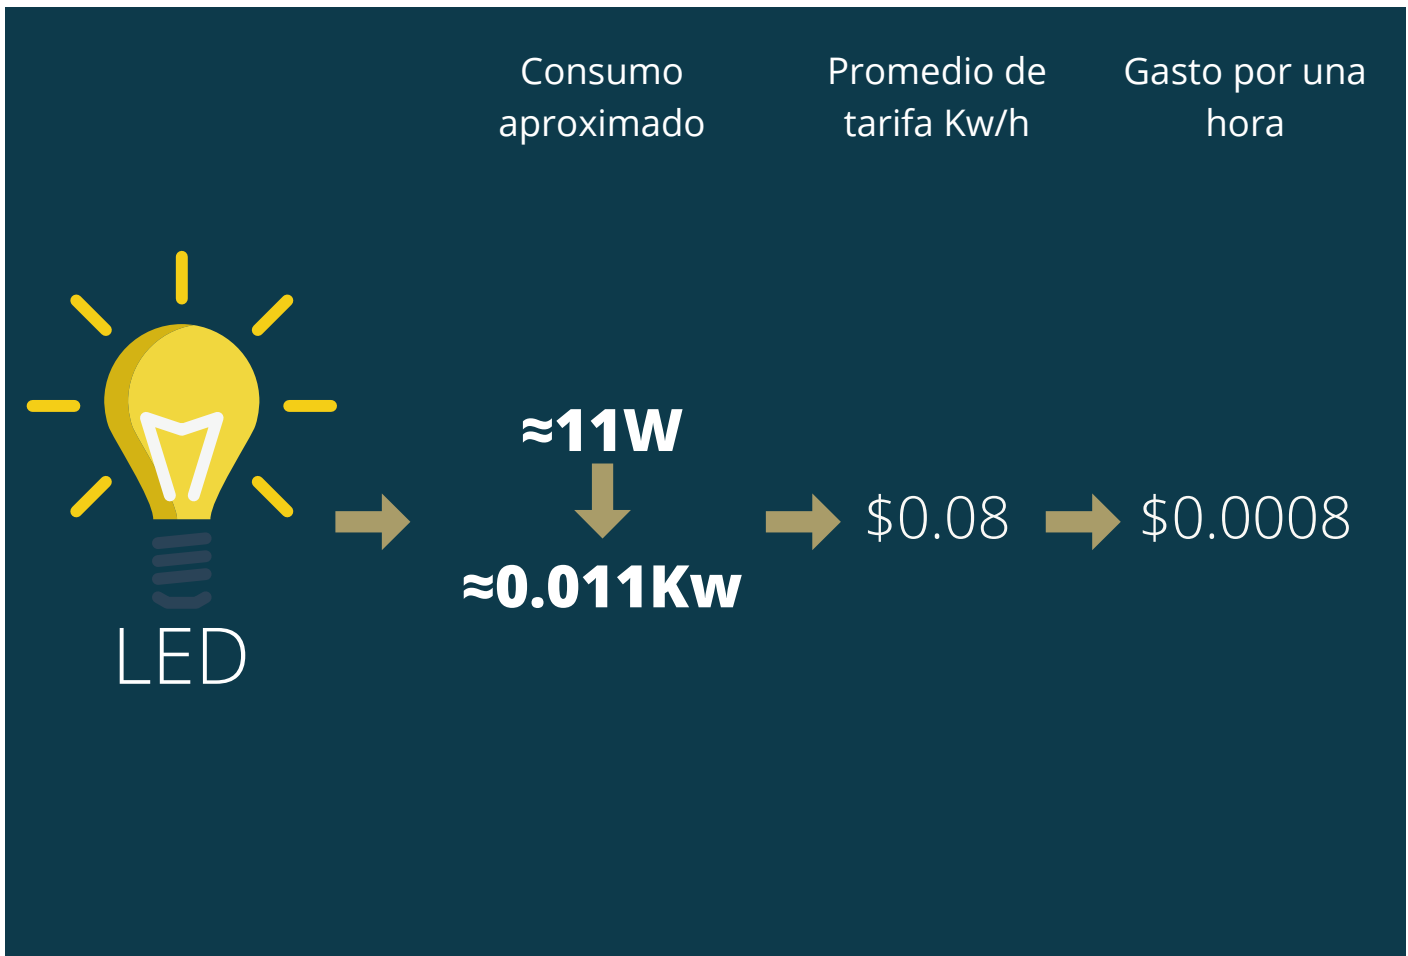 Consumo
aproximado
Promedio de
tarifa Kw/h
Gasto por una
hora
≈11W
≈0.011Kw
$0.08
$0.0008
LED